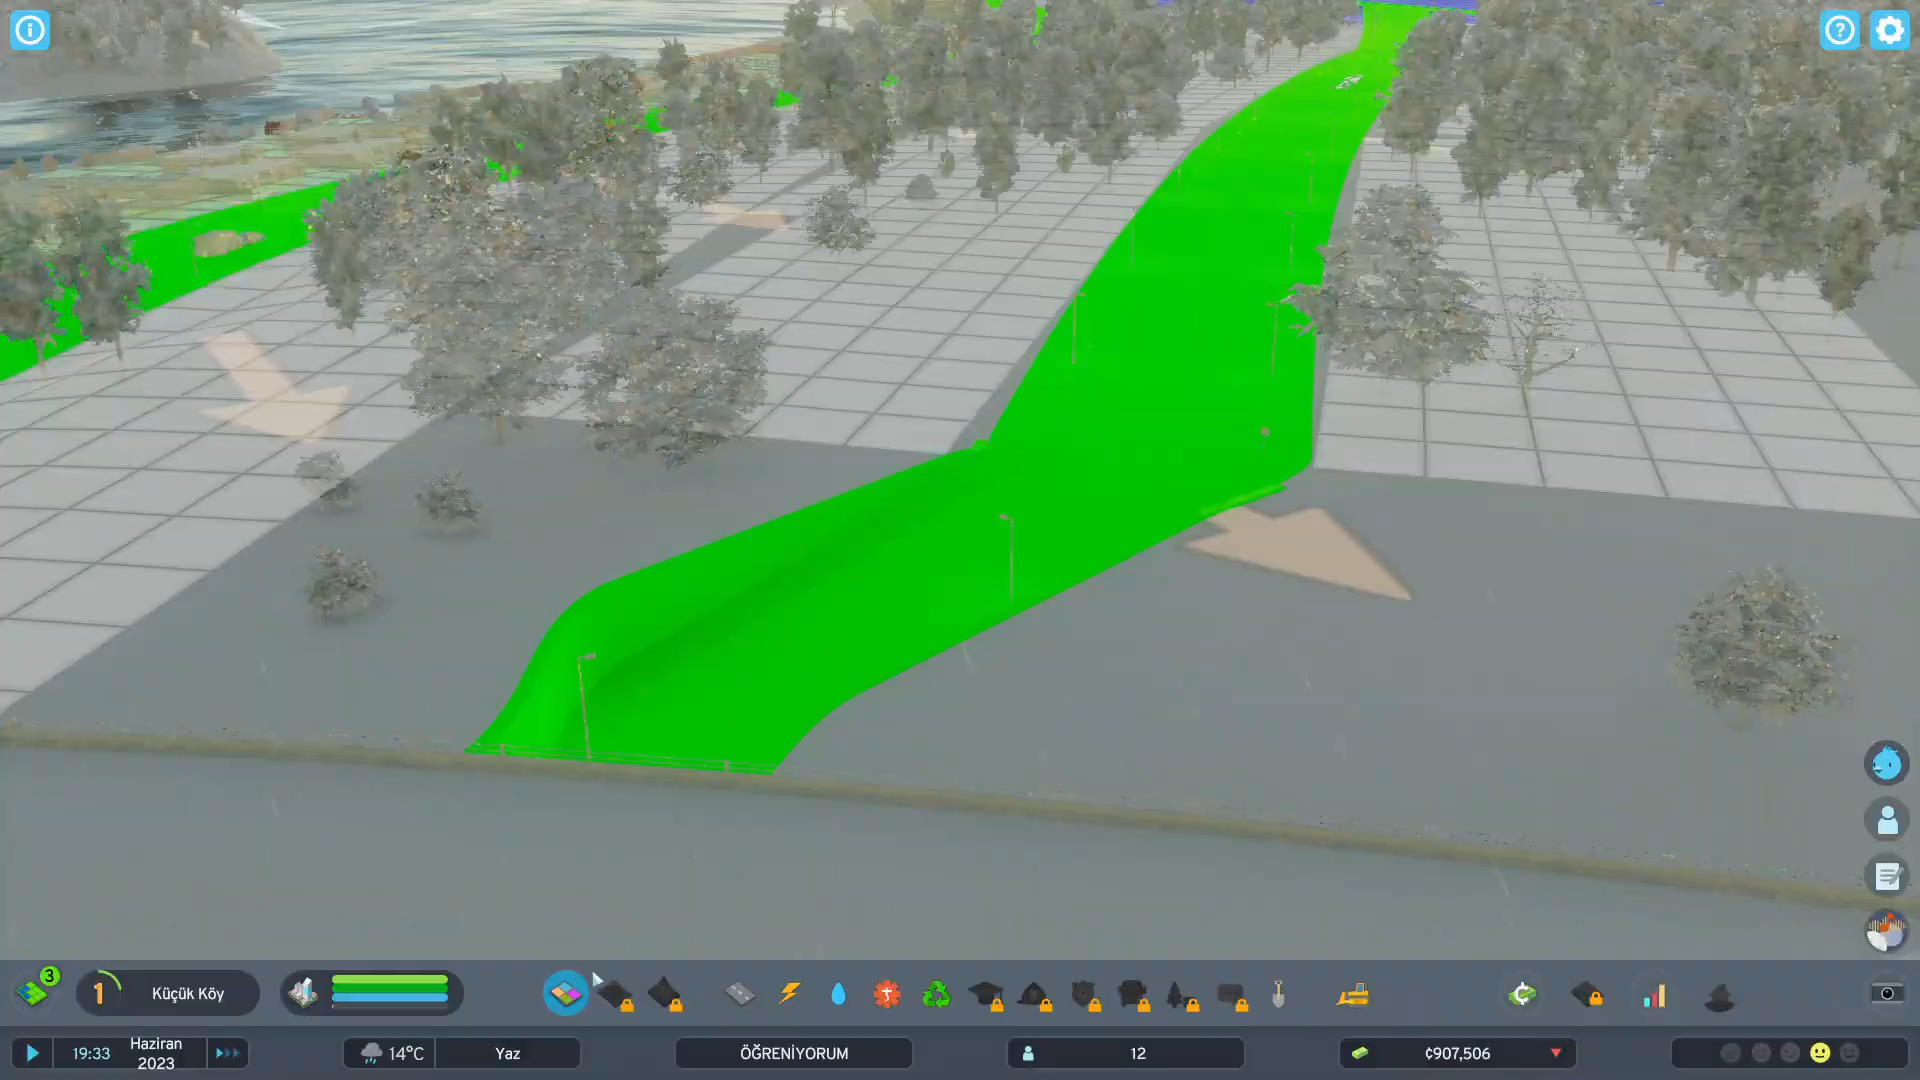 3
1
Küçük Köy
19:33
Haziran
2023
14°C
Yaz
ÖĞRENİYORUM
12
¢907,506